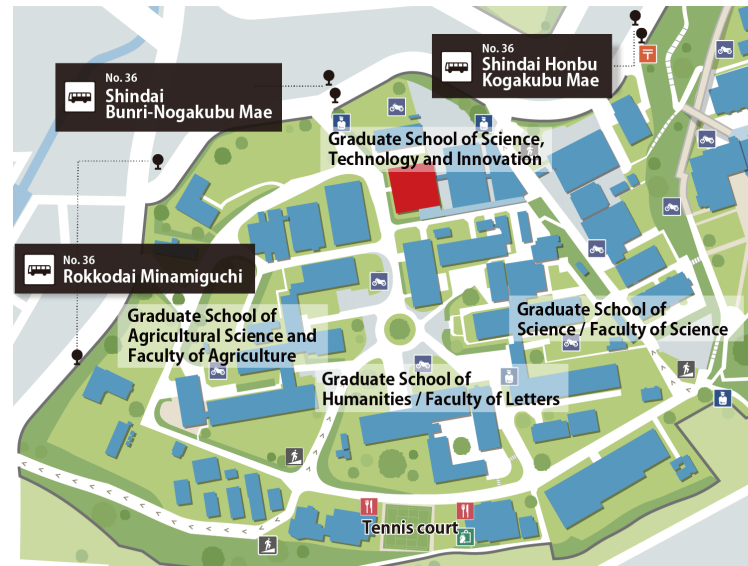 No. 36
Shindai Honbu
Kogakubu Mae
No. 36
Shindai
Bunri-Nogakubu Mae
Graduate School of Science,
Technology and Innovation
No. 36
Rokkodai Minamiguchi
Graduate School of
Agricultural Science and
Faculty of Agriculture
Graduate School of
Science / Faculty of Science
Graduate School of
Humanities / Faculty of Letters
Tennis court